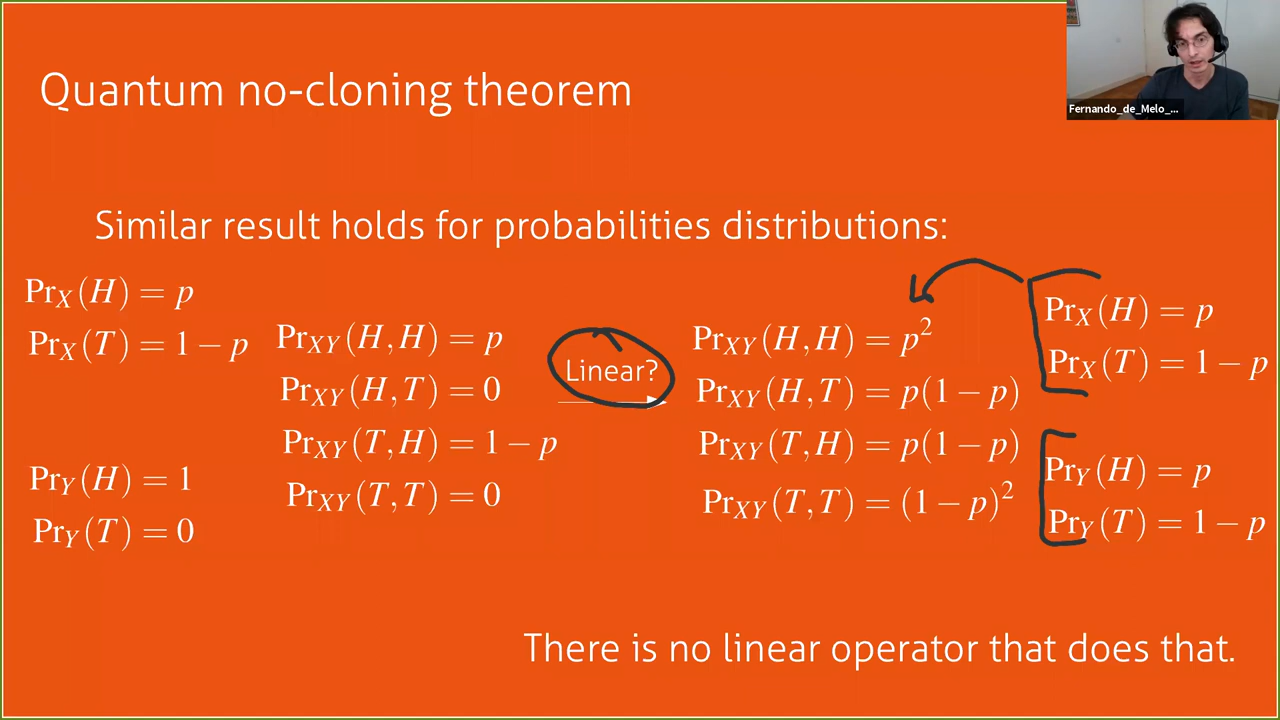 Quantum no-cloning theorem
Fernando_de_Melo_...
Similar result holds for probabilities distributions:
Pr_X(H) = p
Pr_X(T) = 1 − p
Pr_Y(H) = 1
Pr_Y(T) = 0
Pr_XY(H,H) = p
Pr_XY(H,T) = 0
Pr_XY(T,H) = 1 − p
Pr_XY(T,T) = 0
Linear?
Pr_XY(H,H) = p²
Pr_XY(H,T) = p(1 − p)
Pr_XY(T,H) = p(1 − p)
Pr_XY(T,T) = (1 − p)²
Pr_X(H) = p
Pr_X(T) = 1 − p
Pr_Y(H) = p
Pr_Y(T) = 1 − p
There is no linear operator that does that.